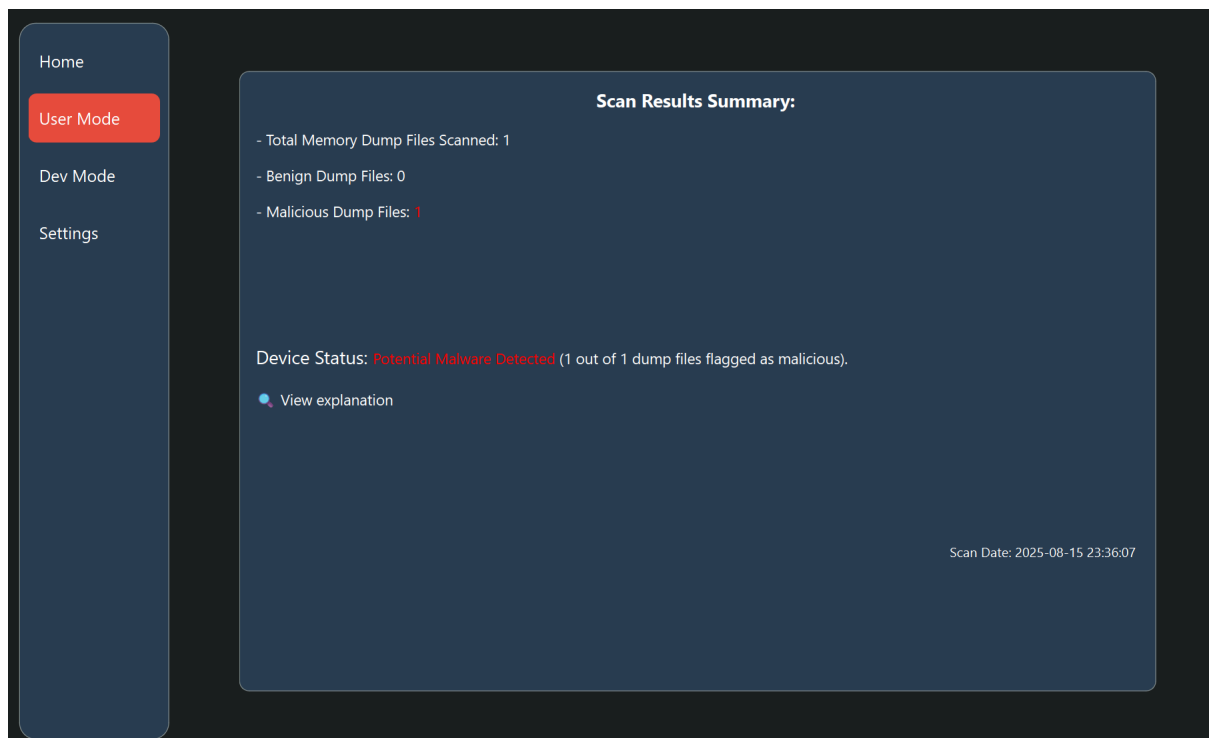 Home
User Mode
Dev Mode
Settings
Scan Results Summary:
- Total Memory Dump Files Scanned: 1
- Benign Dump Files: 0
- Malicious Dump Files: 1
Device Status: Potential Malware Detected (1 out of 1 dump files flagged as malicious).
View explanation
Scan Date: 2025-08-15 23:36:07